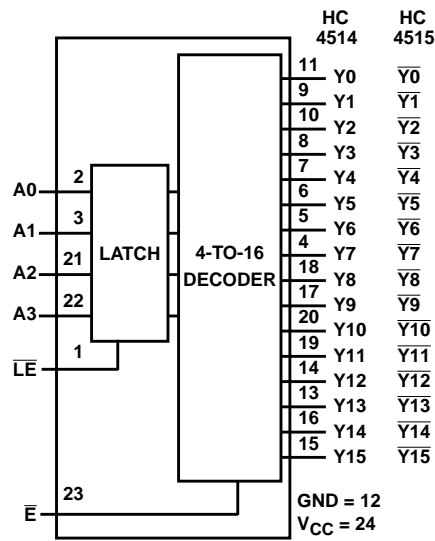 HC HC
4514 4515
11 Y0 Y̅0̅
9 Y1 Y̅1̅
10 Y2 Y̅2̅
8 Y3 Y̅3̅
7 Y4 Y̅4̅
6 Y5 Y̅5̅
5 Y6 Y̅6̅
4 Y7 Y̅7̅
18 Y8 Y̅8̅
17 Y9 Y̅9̅
20 Y10 Y̅1̅0̅
19 Y11 Y̅1̅1̅
14 Y12 Y̅1̅2̅
13 Y13 Y̅1̅3̅
16 Y14 Y̅1̅4̅
15 Y15 Y̅1̅5̅
A0 2
A1 3
A2 21
A3 22
L̅E̅ 1
E̅ 23
LATCH
4-TO-16
DECODER
GND = 12
VCC = 24